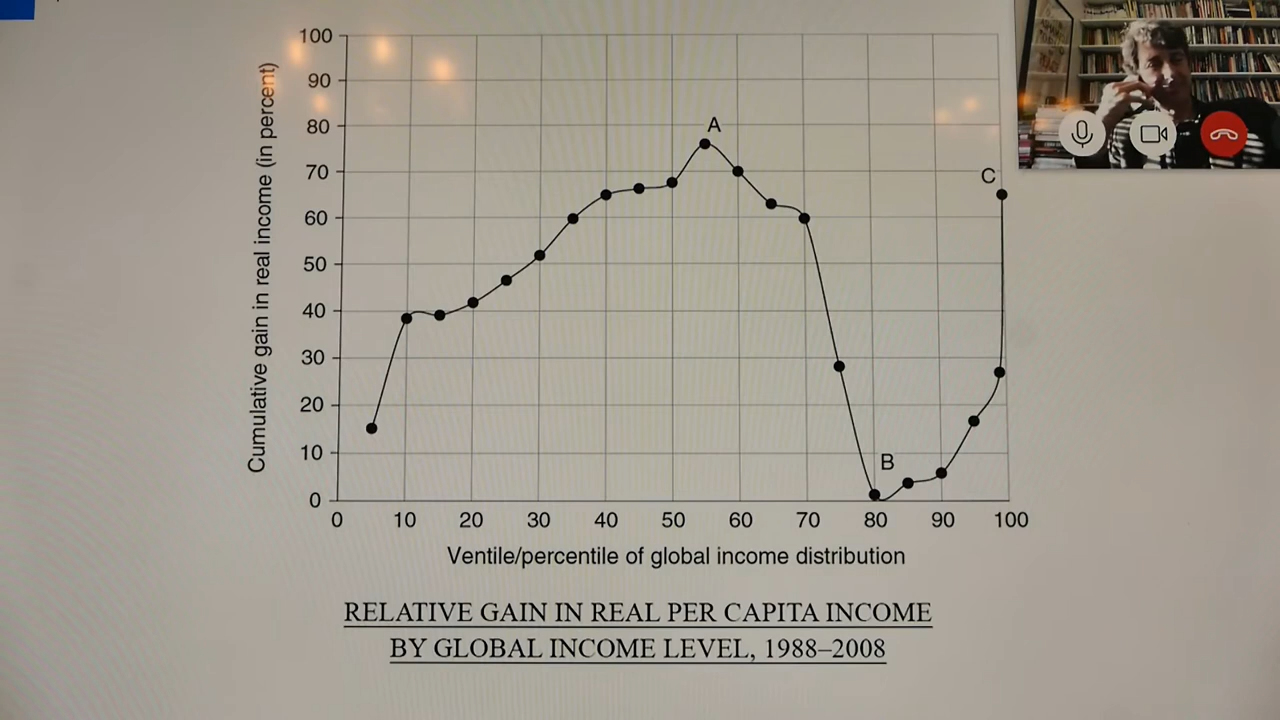 100
90
80
70
60
50
40
30
20
10
0
Cumulative gain in real income (in percent)
A
B
C
0 10 20 30 40 50 60 70 80 90 100
Ventile/percentile of global income distribution
RELATIVE GAIN IN REAL PER CAPITA INCOME
BY GLOBAL INCOME LEVEL, 1988–2008